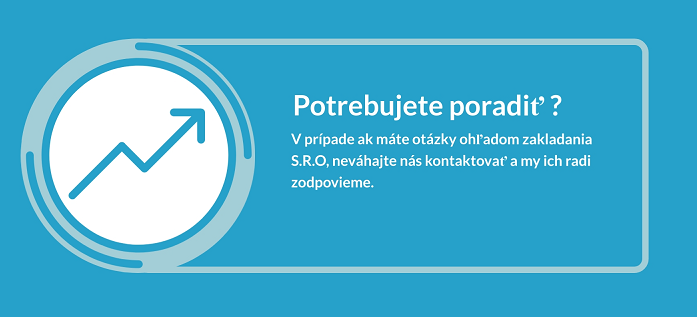 Potrebujete poradiť ?
V prípade ak máte otázky ohľadom zakladania
S.R.O, neváhajte nás kontaktovať a my ich radi
zodpovieme.